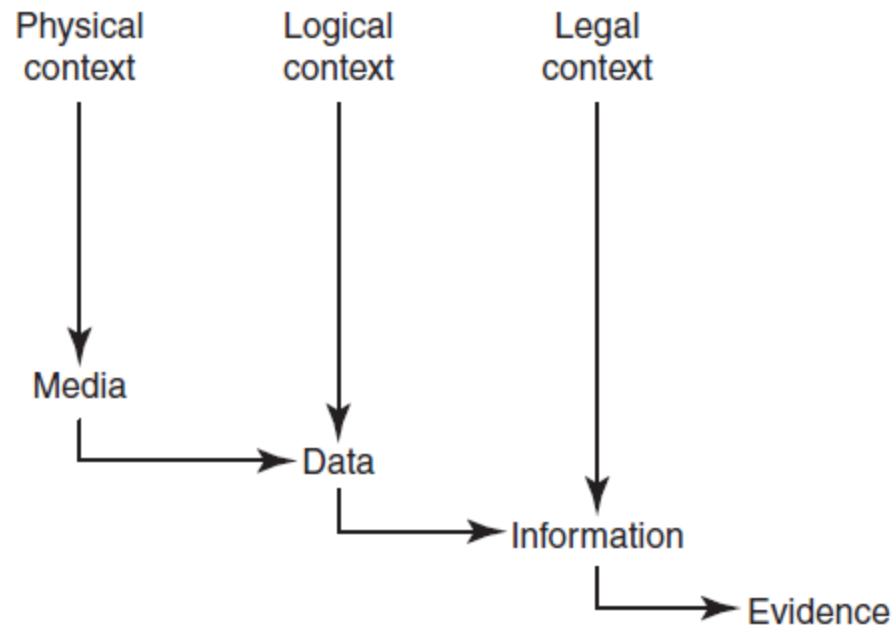 Physical
context
Logical
context
Legal
context
Media
Data
Information
Evidence